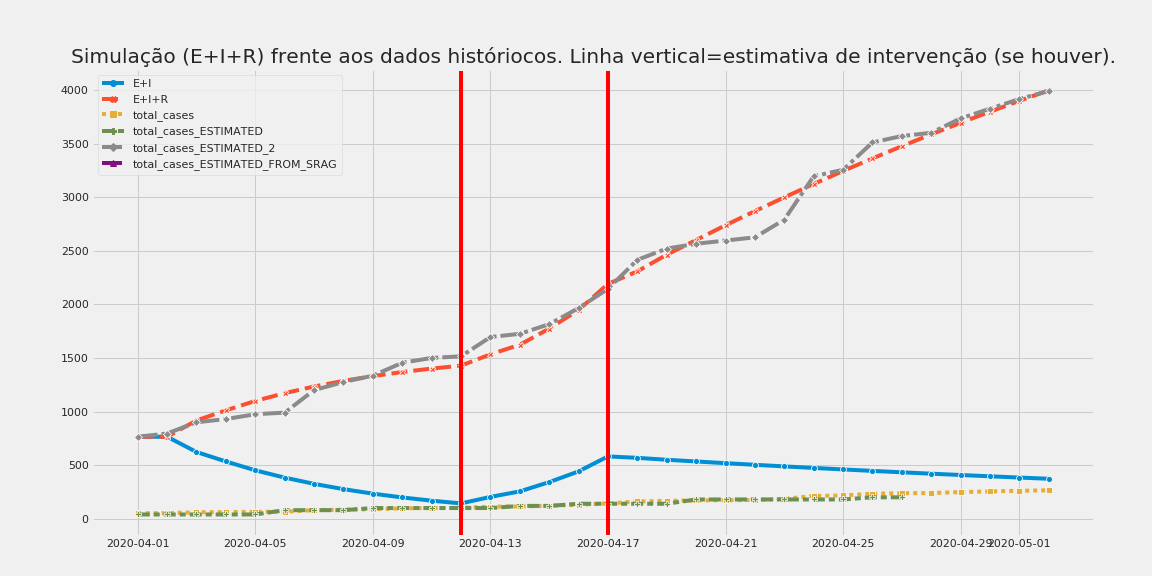 Simulação (E+I+R) frente aos dados históriocos. Linha vertical=estimativa de intervenção (se houver).
E+I
E+I+R
total_cases
total_cases_ESTIMATED
total_cases_ESTIMATED_2
total_cases_ESTIMATED_FROM_SRAG
4000
3500
3000
2500
2000
1500
1000
500
0
2020-04-01 2020-04-05 2020-04-09 2020-04-13 2020-04-17 2020-04-21 2020-04-25 2020-04-29 2020-05-01